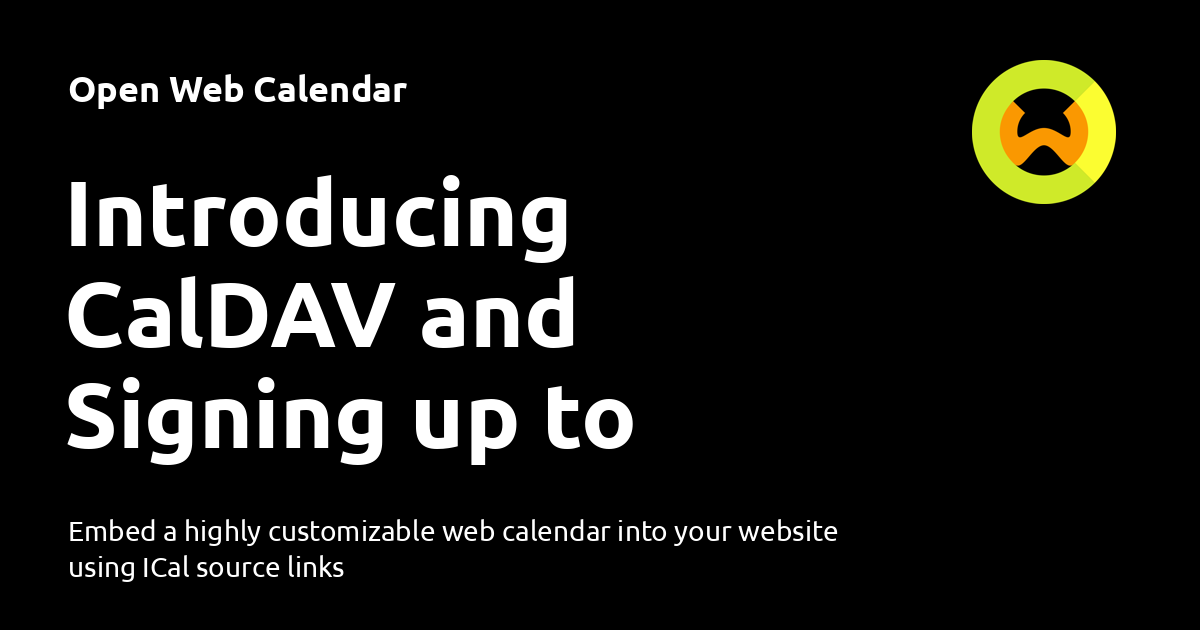 Open Web Calendar
Introducing
CalDAV and
Signing up to
Embed a highly customizable web calendar into your website
using ICal source links